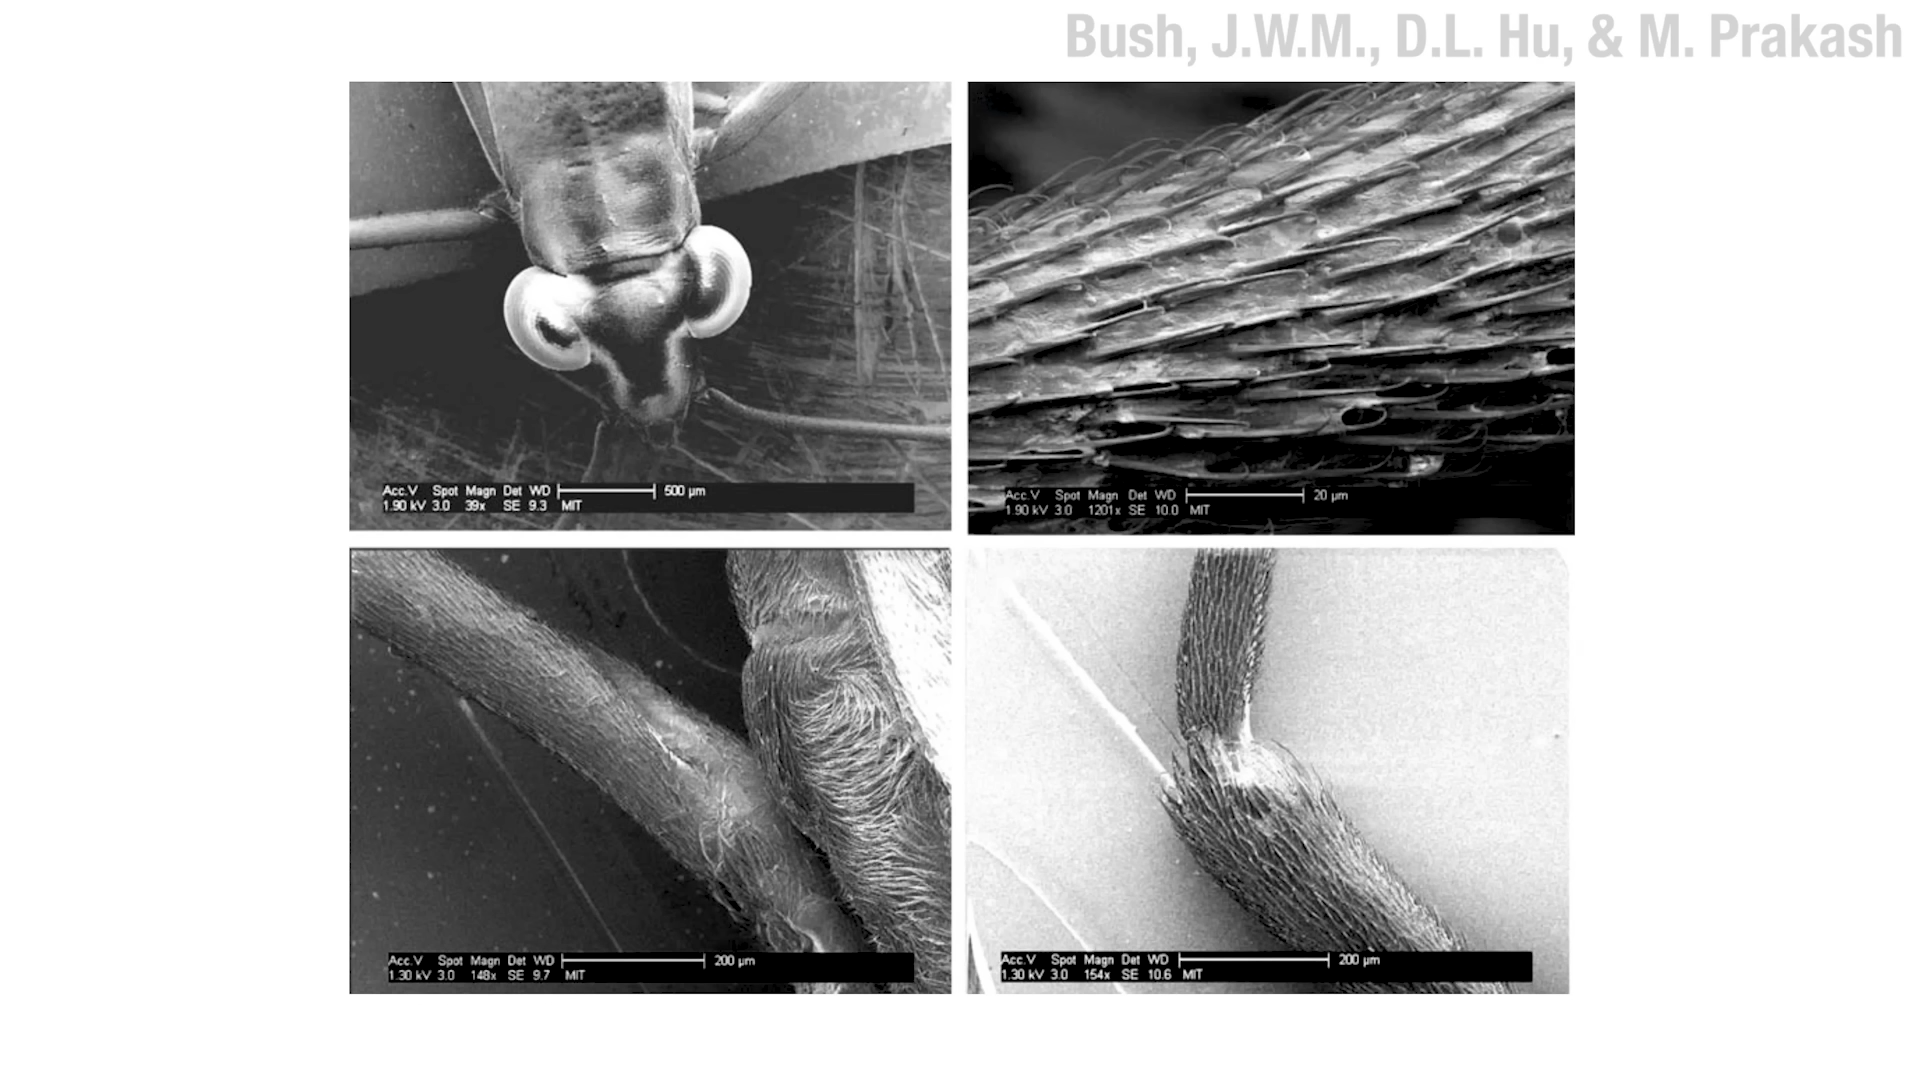 Bush, J.W.M., D.L. Hu, & M. Prakash
Acc.V Spot Magn Det WD 500 µm
1.90 kV 3.0 39x SE 9.3 MIT
Acc.V Spot Magn Det WD 20 µm
1.90 kV 3.0 1201x SE 10.0 MIT
Acc.V Spot Magn Det WD 200 µm
1.30 kV 3.0 148x SE 9.7 MIT
Acc.V Spot Magn Det WD 200 µm
1.30 kV 3.0 154x SE 10.6 MIT